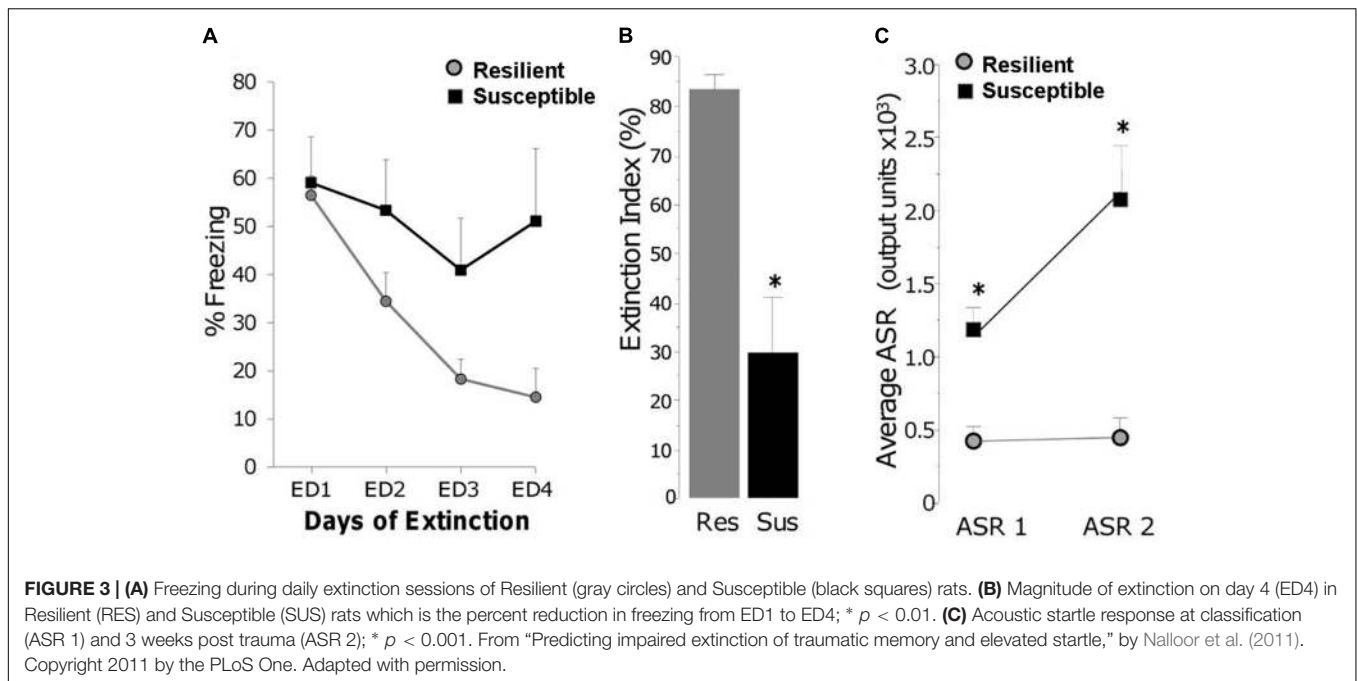 A
Resilient
Susceptible
80
70
60
50
40
30
20
10
0
% Freezing
ED1 ED2 ED3 ED4
Days of Extinction
B
90
80
70
60
50
40
30
20
10
0
Extinction Index (%)
*
Res Sus
C
Resilient
Susceptible
3.0
2.5
2.0
1.5
1.0
0.5
0
Average ASR (output units x10³)
*
*
ASR 1 ASR 2
FIGURE 3 | (A) Freezing during daily extinction sessions of Resilient (gray circles) and Susceptible (black squares) rats. (B) Magnitude of extinction on day 4 (ED4) in
Resilient (RES) and Susceptible (SUS) rats which is the percent reduction in freezing from ED1 to ED4; * p < 0.01. (C) Acoustic startle response at classification
(ASR 1) and 3 weeks post trauma (ASR 2); * p < 0.001. From “Predicting impaired extinction of traumatic memory and elevated startle,” by Nalloor et al. (2011).
Copyright 2011 by the PLoS One. Adapted with permission.